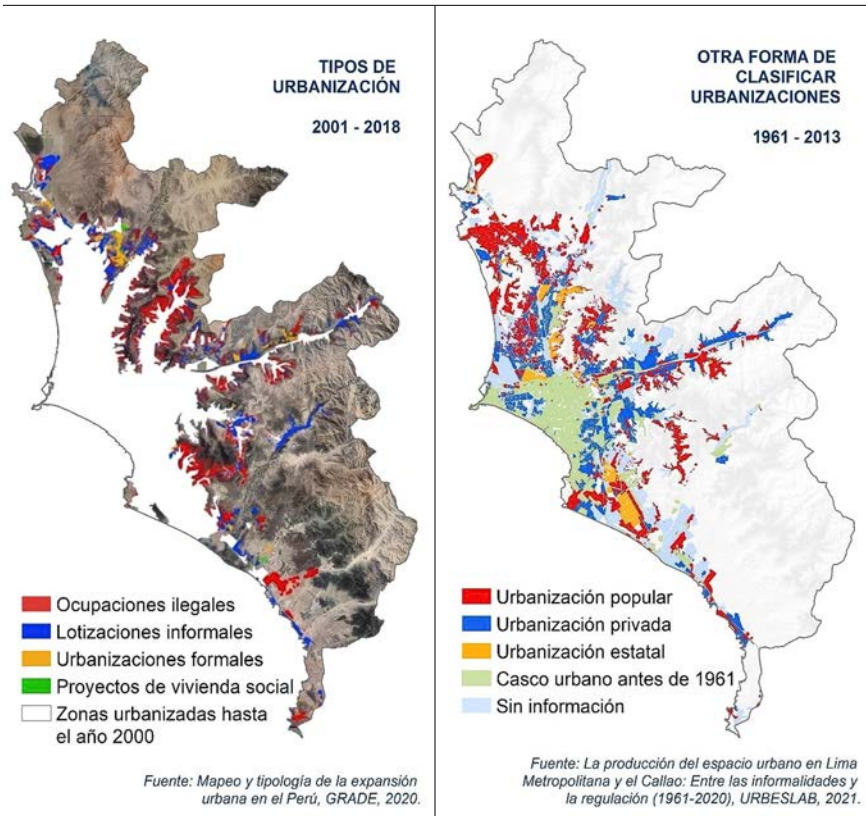 TIPOS DE
URBANIZACIÓN
2001 - 2018
Ocupaciones ilegales
Lotizaciones informales
Urbanizaciones formales
Proyectos de vivienda social
Zonas urbanizadas hasta
el año 2000
Fuente: Mapeo y tipología de la expansión
urbana en el Perú, GRADE, 2020.
OTRA FORMA DE
CLASIFICAR
URBANIZACIONES
1961 - 2013
Urbanización popular
Urbanización privada
Urbanización estatal
Casco urbano antes de 1961
Sin información
Fuente: La producción del espacio urbano en Lima
Metropolitana y el Callao: Entre las informalidades y
la regulación (1961-2020), URBESLAB, 2021.